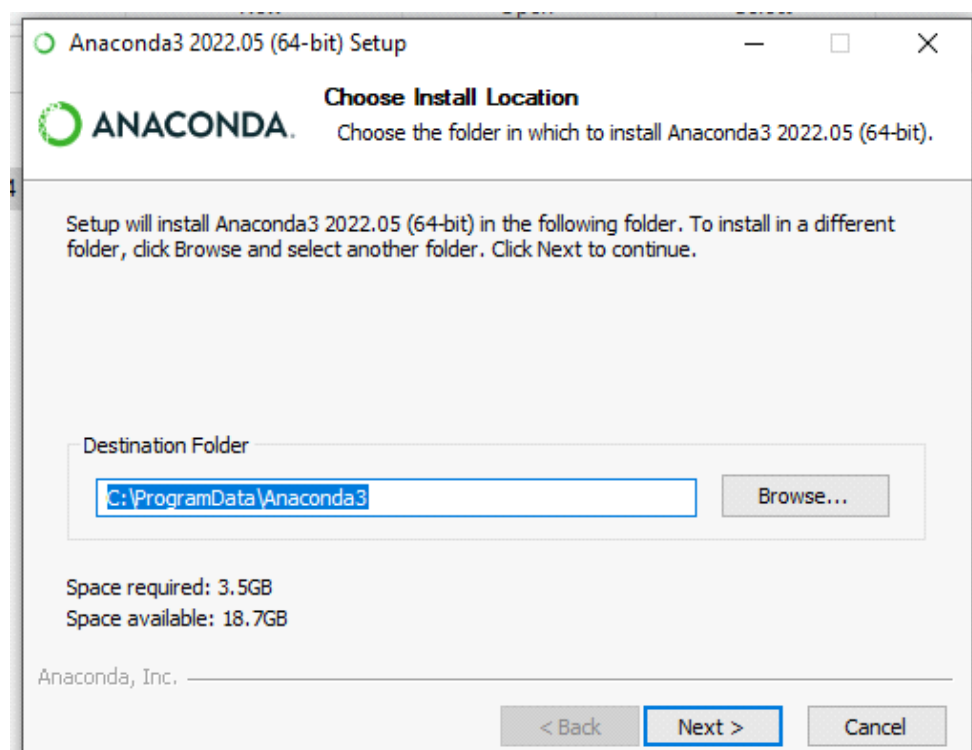 Anaconda3 2022.05 (64-bit) Setup
ANACONDA.
Choose Install Location
Choose the folder in which to install Anaconda3 2022.05 (64-bit).
Setup will install Anaconda3 2022.05 (64-bit) in the following folder. To install in a different
folder, click Browse and select another folder. Click Next to continue.
Destination Folder
C:\ProgramData\Anaconda3
Browse...
Space required: 3.5GB
Space available: 18.7GB
Anaconda, Inc.
< Back
Next >
Cancel